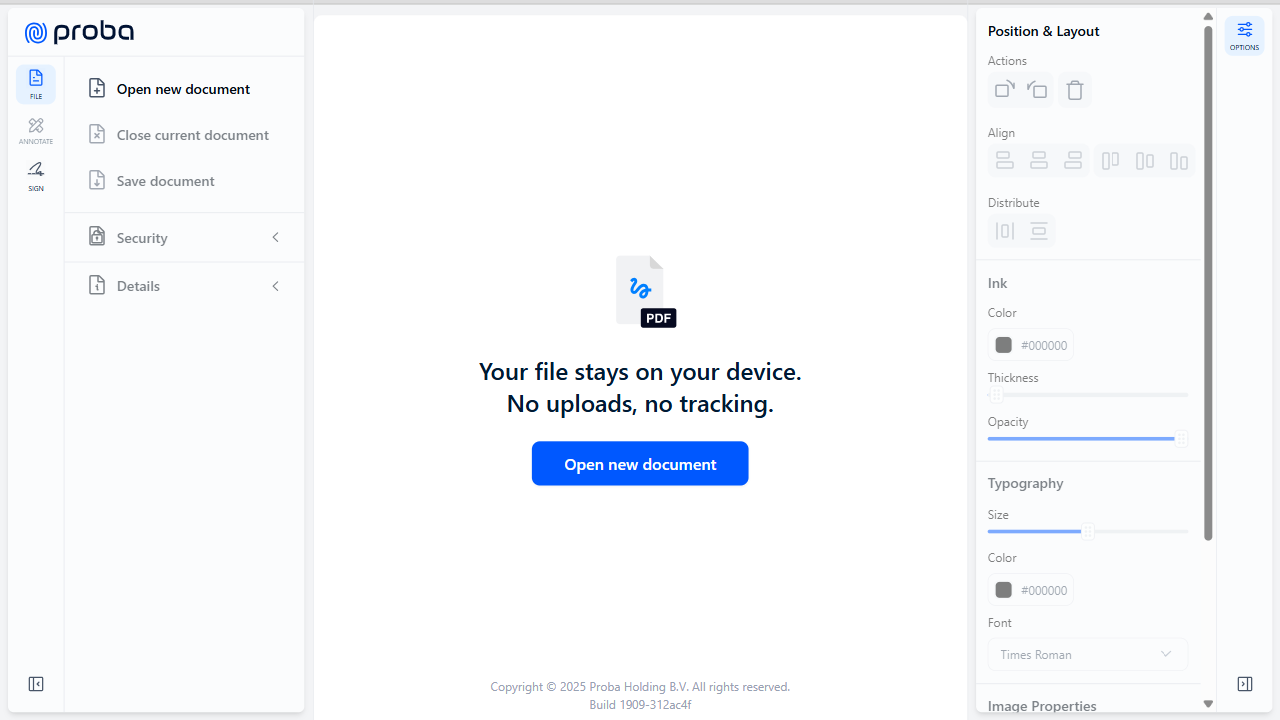 proba
FILE
ANNOTATE
SIGN
Open new document
Close current document
Save document
Security
Details
PDF
Your file stays on your device.
No uploads, no tracking.
Open new document
Copyright © 2025 Proba Holding B.V. All rights reserved.
Build 1909-312ac4f
Position & Layout
Actions
Align
Distribute
Ink
Color
#000000
Thickness
Opacity
Typography
Size
Color
#000000
Font
Times Roman
Image Properties
OPTIONS